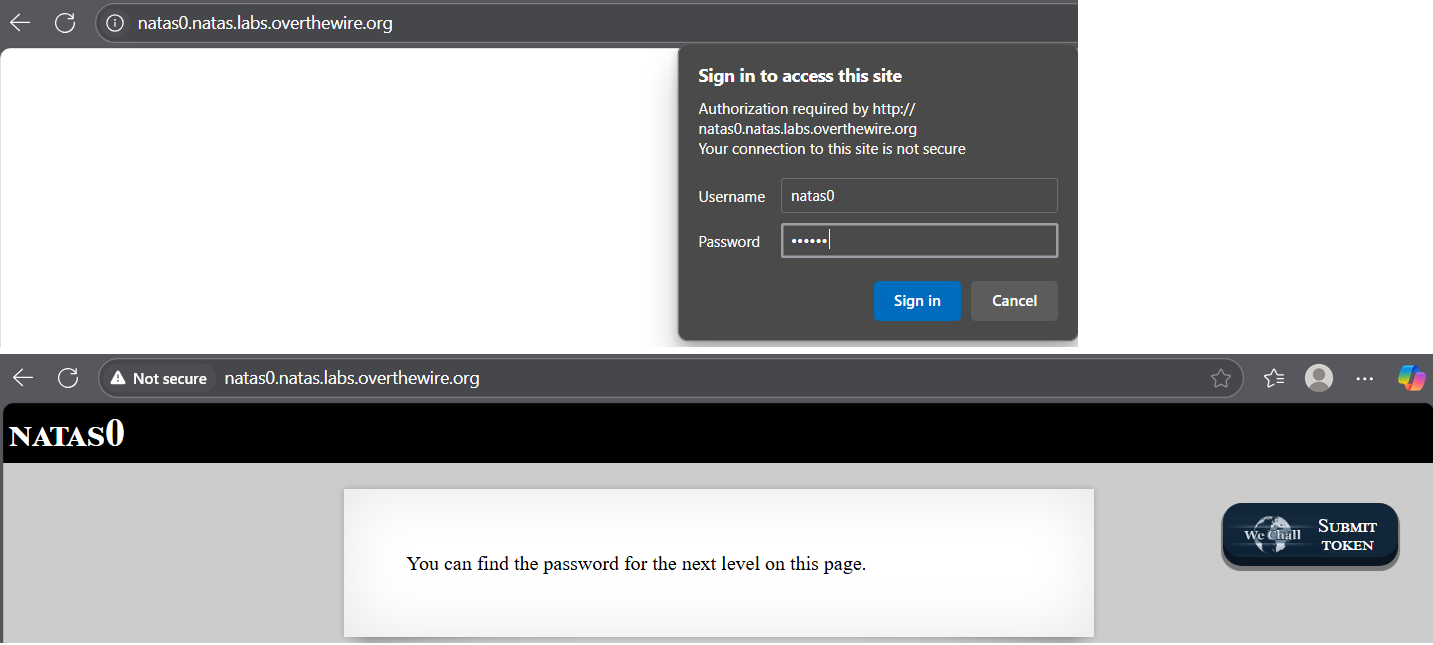 natas0.natas.labs.overthewire.org
Sign in to access this site
Authorization required by http://
natas0.natas.labs.overthewire.org
Your connection to this site is not secure
Username natas0
Password ••••••
Sign in Cancel
Not secure natas0.natas.labs.overthewire.org
NATAS0
You can find the password for the next level on this page.
We Chall
SUBMIT
TOKEN